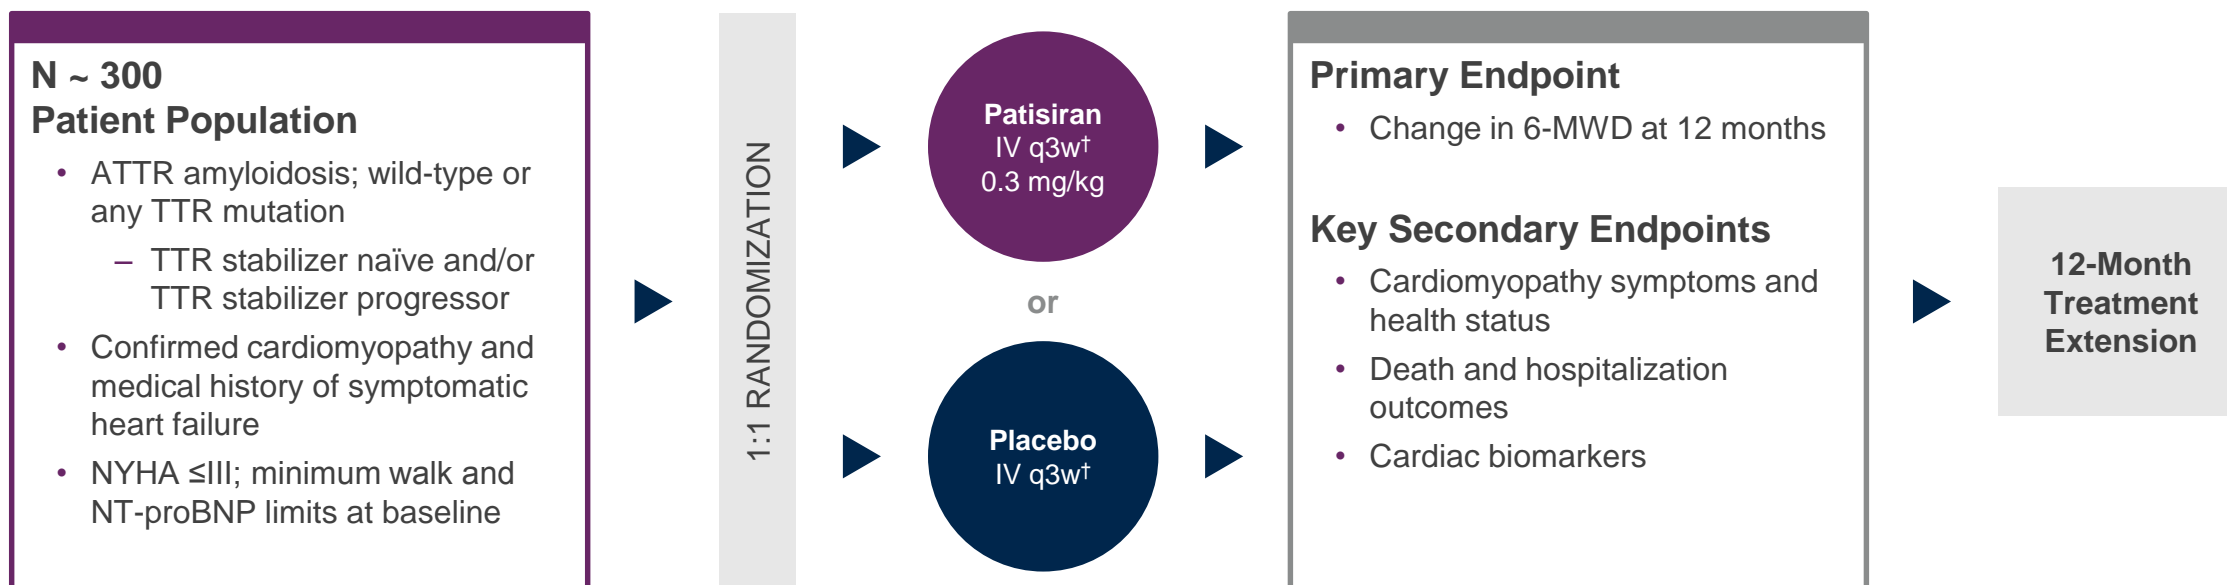 N ~ 300
Patient Population
• ATTR amyloidosis; wild-type or
any TTR mutation
– TTR stabilizer naïve and/or
TTR stabilizer progressor
• Confirmed cardiomyopathy and
medical history of symptomatic
heart failure
• NYHA ≤III; minimum walk and
NT-proBNP limits at baseline
1:1 RANDOMIZATION
Patisiran
IV q3w†
0.3 mg/kg
or
Placebo
IV q3w†
Primary Endpoint
• Change in 6-MWD at 12 months
Key Secondary Endpoints
• Cardiomyopathy symptoms and
health status
• Death and hospitalization
outcomes
• Cardiac biomarkers
12-Month
Treatment
Extension